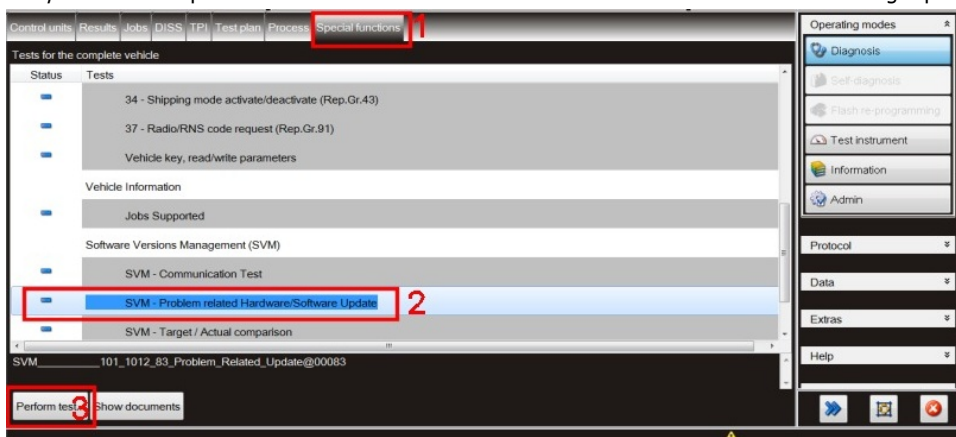 Control units Results Jobs DISS TPI Test plan Process Special functions 1
Tests for the complete vehicle
Status Tests
34 - Shipping mode activate/deactivate (Rep.Gr.43)
37 - Radio/RNS code request (Rep.Gr.91)
Vehicle key, read/write parameters
Vehicle Information
Jobs Supported
Software Versions Management (SVM)
SVM - Communication Test
SVM - Problem related Hardware/Software Update 2
SVM - Target / Actual comparison
SVM______101_1012_83_Problem_Related_Update@00083
Perform test 3 Show documents
Operating modes
Diagnosis
Self-diagnosis
Flash re-programming
Test instrument
Information
Admin
Protocol
Data
Extras
Help